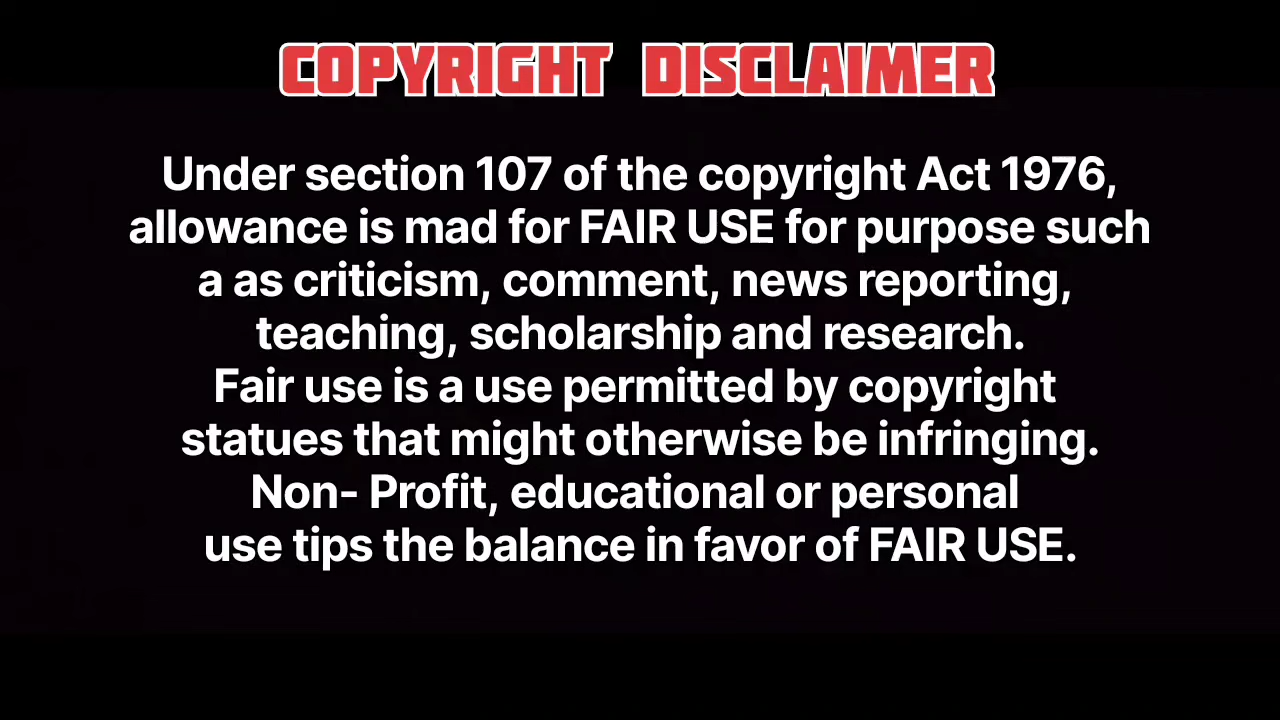 COPYRIGHT DISCLAIMER
Under section 107 of the copyright Act 1976,
allowance is mad for FAIR USE for purpose such
a as criticism, comment, news reporting,
teaching, scholarship and research.
Fair use is a use permitted by copyright
statues that might otherwise be infringing.
Non- Profit, educational or personal
use tips the balance in favor of FAIR USE.